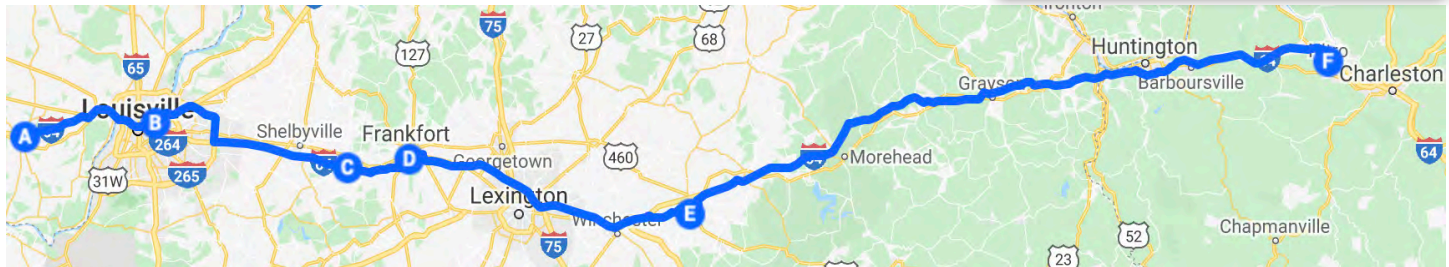 Ironton
75
27
68
127
65
Huntington
Grayson
Barboursville
F
Charleston
Louisville
B
A
264
Shelbyville
Frankfort
D
C
Georgetown
460
Morehead
64
31W
265
Lexington
Winchester
E
75
52
23
Chapmanville